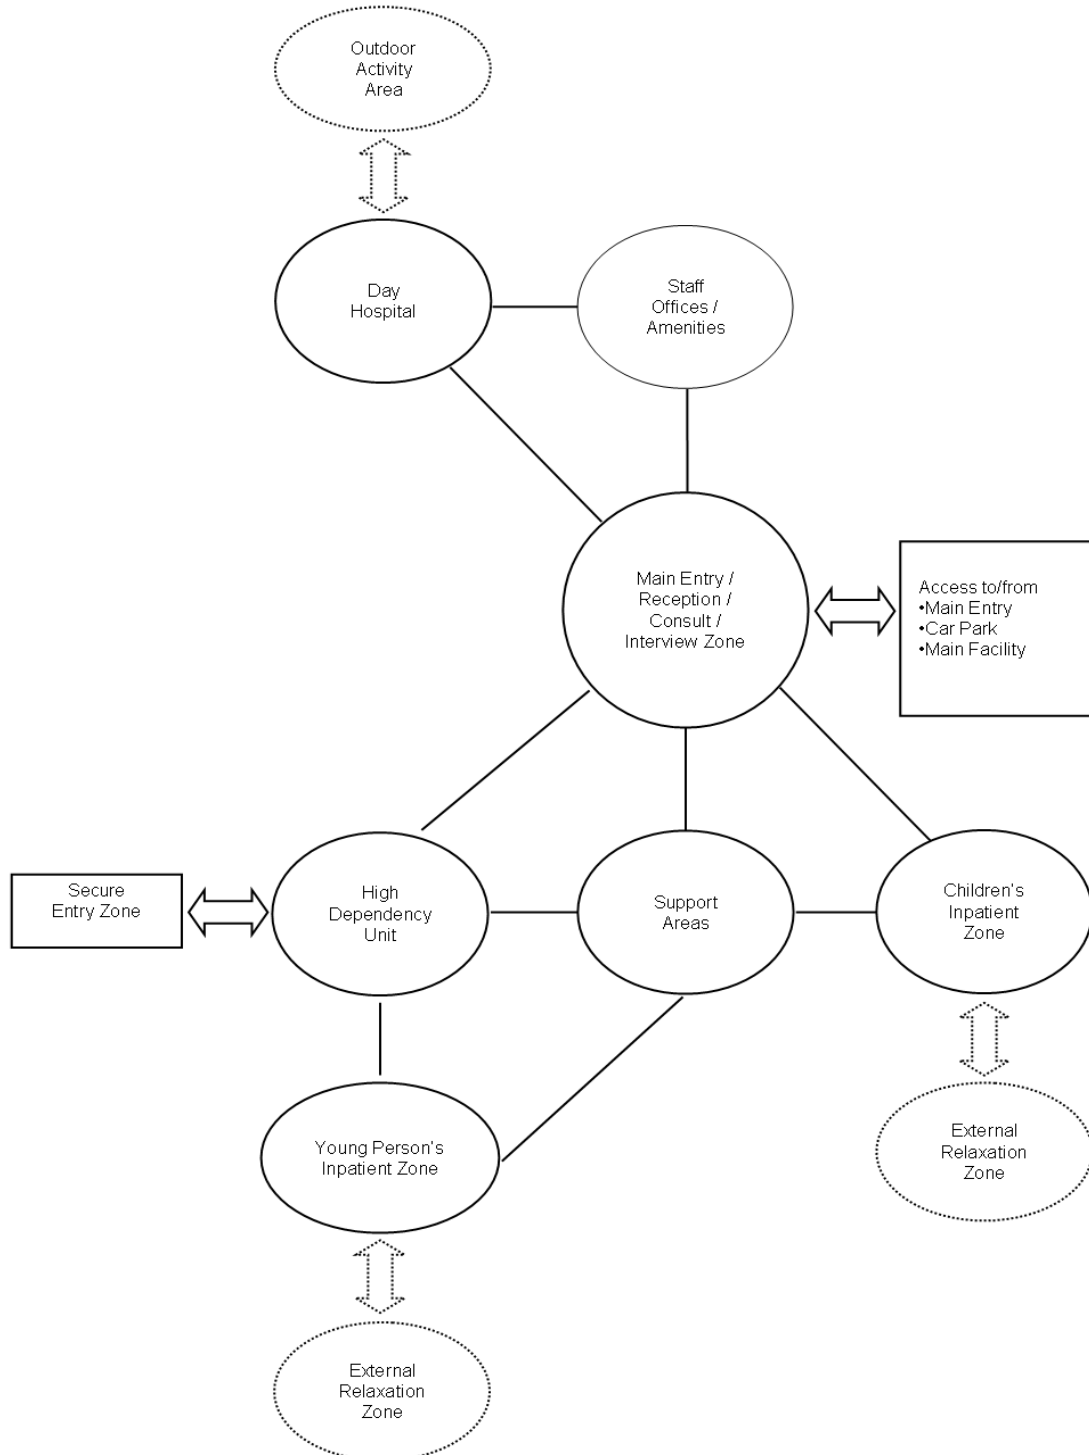 Outdoor
Activity
Area
Day
Hospital
Staff
Offices /
Amenities
Main Entry /
Reception /
Consult /
Interview Zone
Access to/from
•Main Entry
•Car Park
•Main Facility
Secure
Entry Zone
High
Dependency
Unit
Support
Areas
Children's
Inpatient
Zone
Young Person's
Inpatient Zone
External
Relaxation
Zone
External
Relaxation
Zone